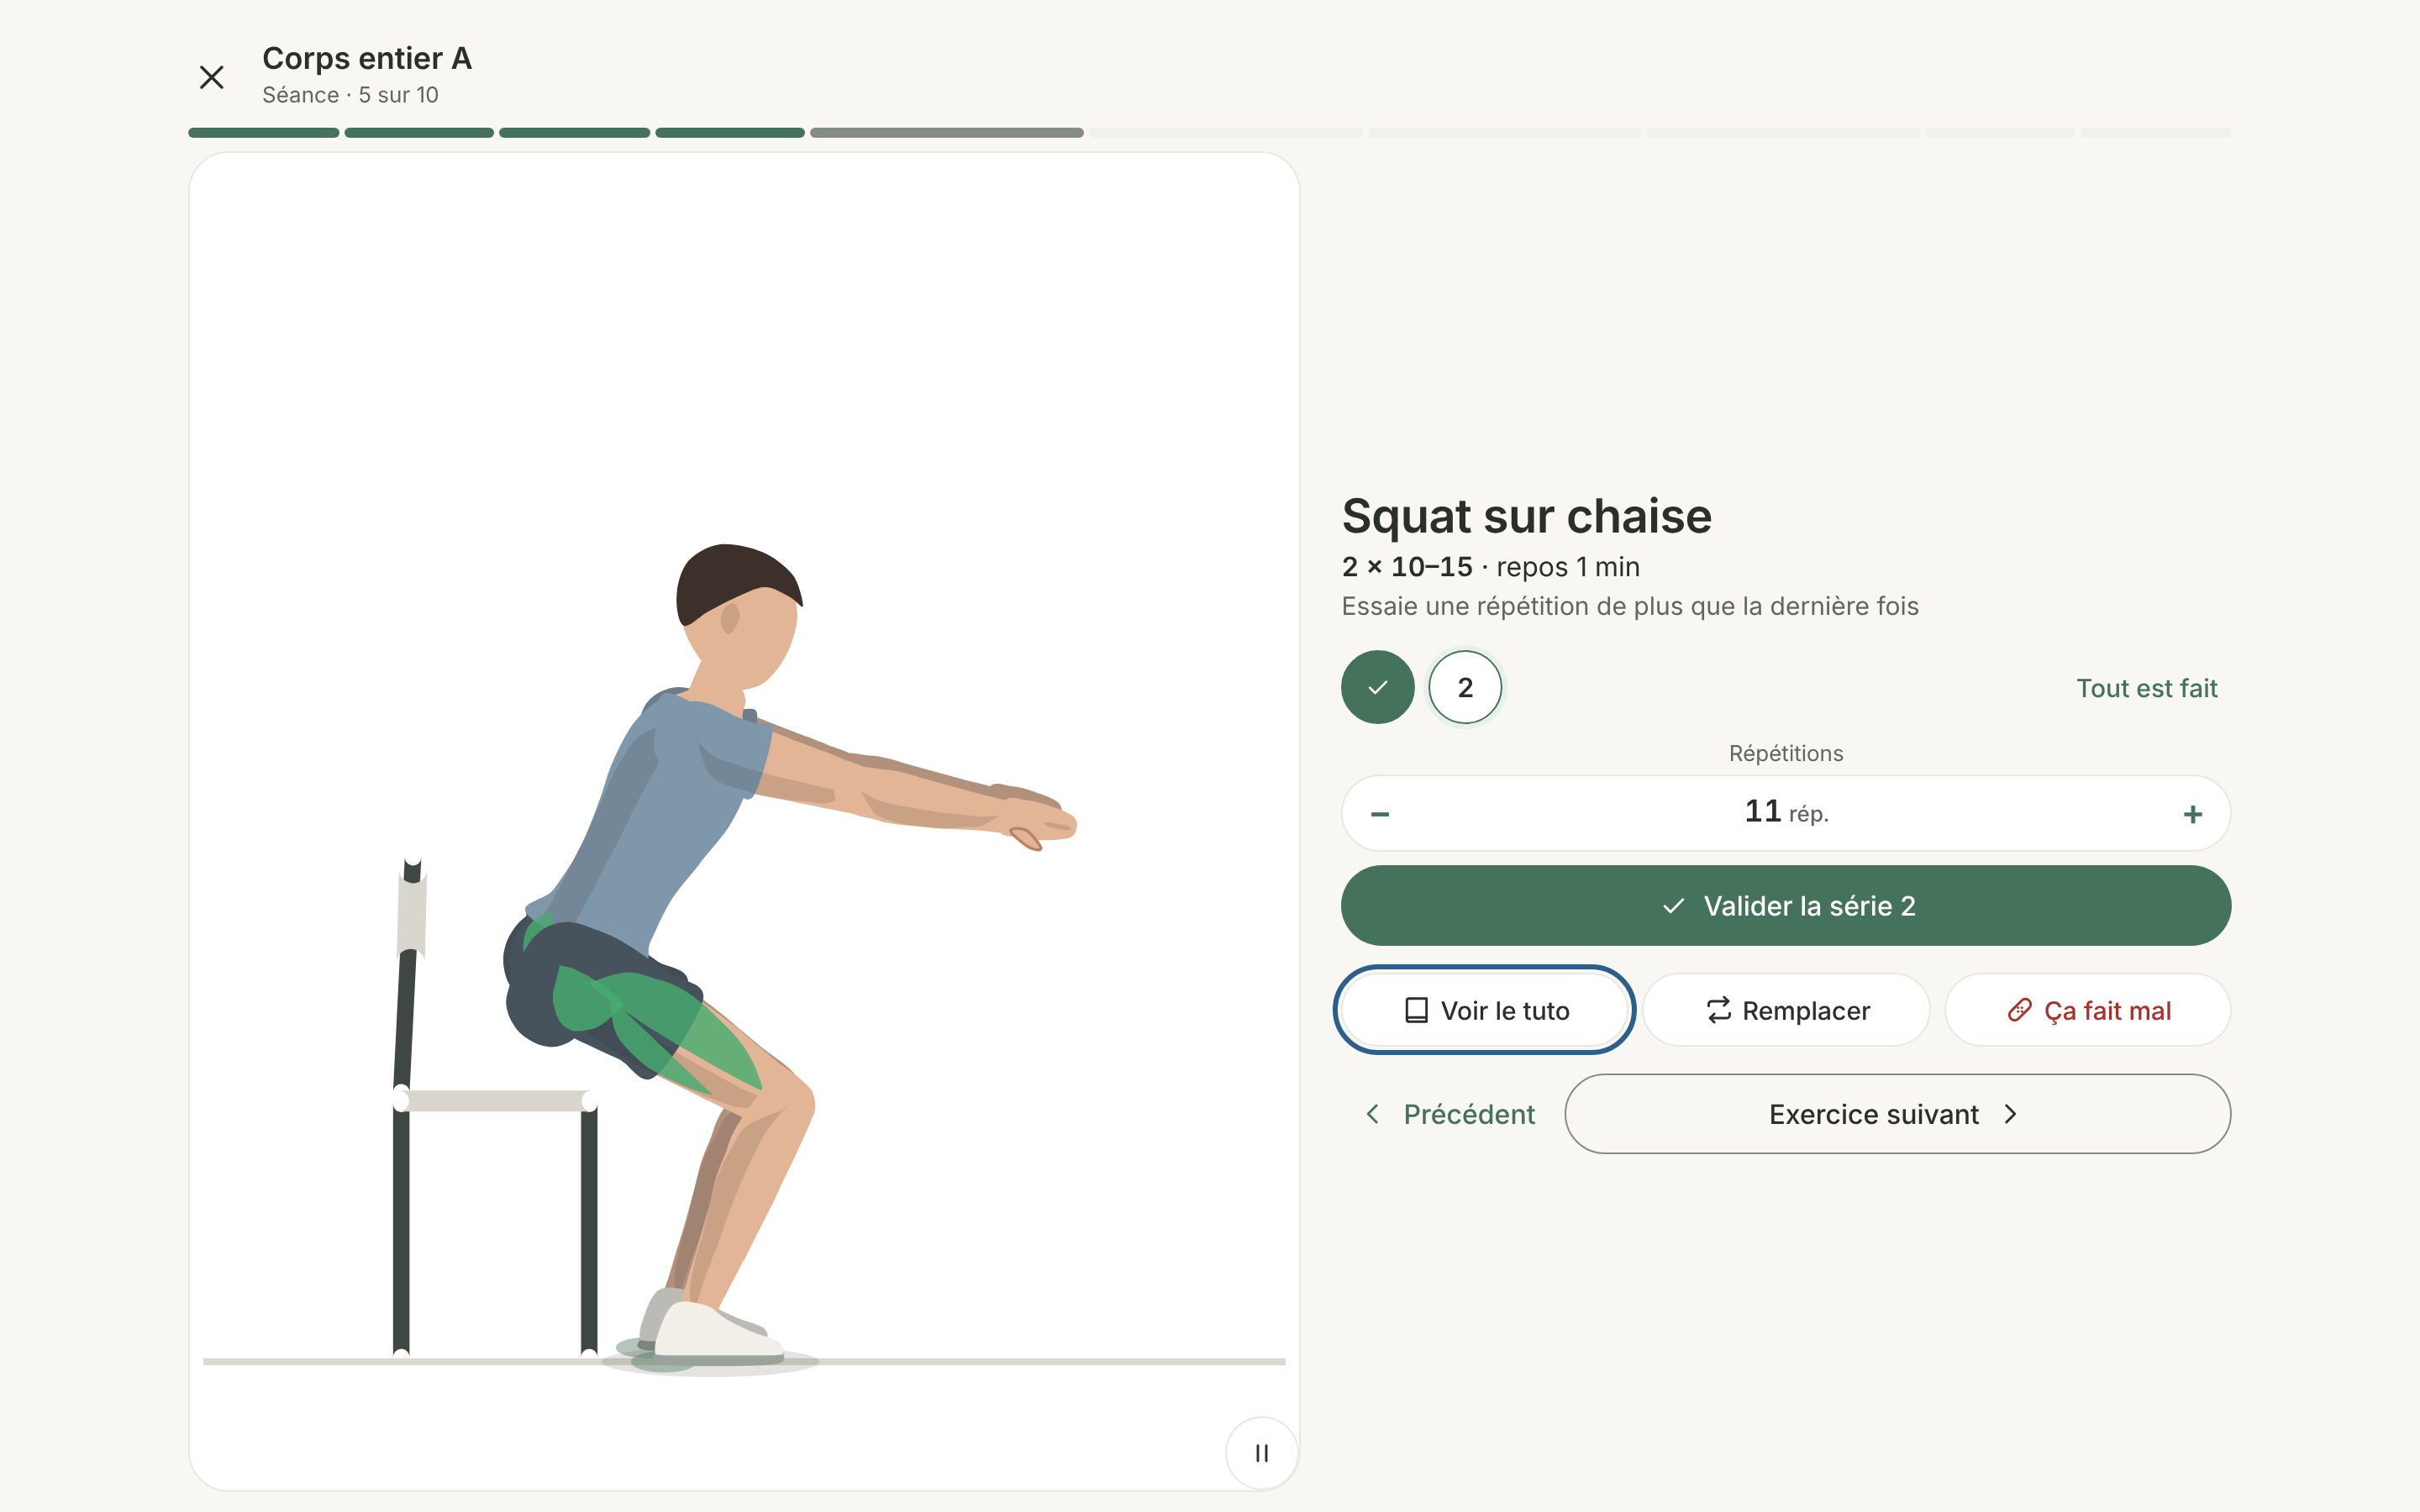 Corps entier A
Séance · 5 sur 10
Squat sur chaise
2 × 10–15 · repos 1 min
Essaie une répétition de plus que la dernière fois
2
Tout est fait
Répétitions
− 11 rép. +
Valider la série 2
Voir le tuto
Remplacer
Ça fait mal
Précédent
Exercice suivant